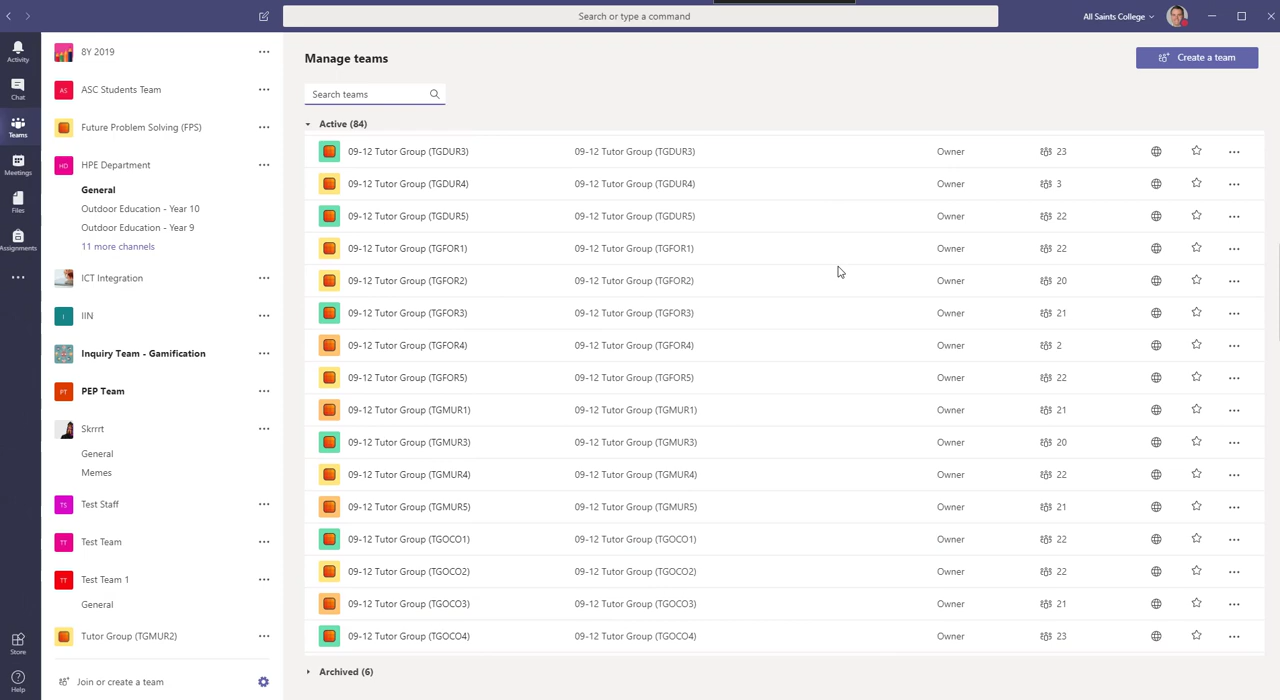 Search or type a command
All Saints College
Activity
Chat
Teams
Meetings
Files
Assignments
Store
Help
8Y 2019
AS ASC Students Team
Future Problem Solving (FPS)
HD HPE Department
General
Outdoor Education - Year 10
Outdoor Education - Year 9
11 more channels
ICT Integration
I IIN
Inquiry Team - Gamification
PT PEP Team
Skrrrt
General
Memes
TS Test Staff
TT Test Team
TT Test Team 1
General
Tutor Group (TGMUR2)
Join or create a team
Manage teams
Create a team
Search teams
Active (84)
09-12 Tutor Group (TGDUR3) 09-12 Tutor Group (TGDUR3) Owner 23
09-12 Tutor Group (TGDUR4) 09-12 Tutor Group (TGDUR4) Owner 3
09-12 Tutor Group (TGDUR5) 09-12 Tutor Group (TGDUR5) Owner 22
09-12 Tutor Group (TGFOR1) 09-12 Tutor Group (TGFOR1) Owner 22
09-12 Tutor Group (TGFOR2) 09-12 Tutor Group (TGFOR2) Owner 20
09-12 Tutor Group (TGFOR3) 09-12 Tutor Group (TGFOR3) Owner 21
09-12 Tutor Group (TGFOR4) 09-12 Tutor Group (TGFOR4) Owner 2
09-12 Tutor Group (TGFOR5) 09-12 Tutor Group (TGFOR5) Owner 22
09-12 Tutor Group (TGMUR1) 09-12 Tutor Group (TGMUR1) Owner 21
09-12 Tutor Group (TGMUR3) 09-12 Tutor Group (TGMUR3) Owner 20
09-12 Tutor Group (TGMUR4) 09-12 Tutor Group (TGMUR4) Owner 22
09-12 Tutor Group (TGMUR5) 09-12 Tutor Group (TGMUR5) Owner 21
09-12 Tutor Group (TGOCO1) 09-12 Tutor Group (TGOCO1) Owner 22
09-12 Tutor Group (TGOCO2) 09-12 Tutor Group (TGOCO2) Owner 22
09-12 Tutor Group (TGOCO3) 09-12 Tutor Group (TGOCO3) Owner 21
09-12 Tutor Group (TGOCO4) 09-12 Tutor Group (TGOCO4) Owner 23
Archived (6)